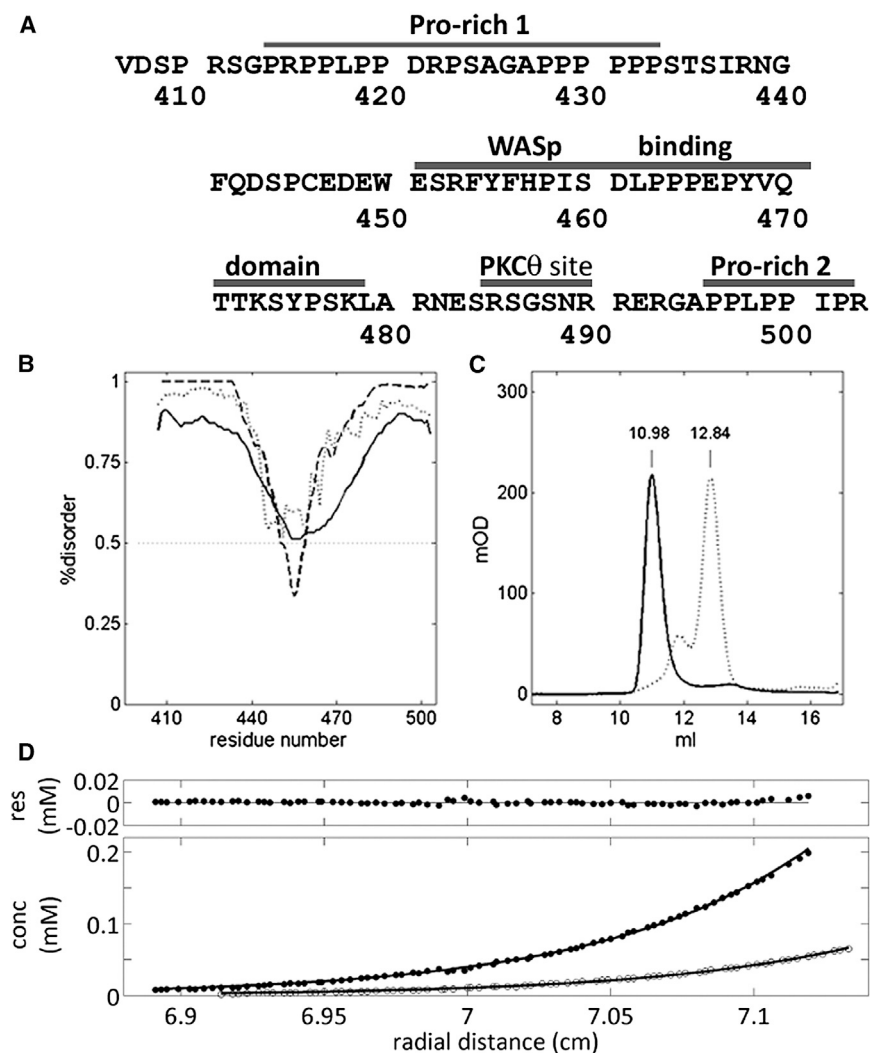 A
Pro-rich 1
VDSP RSGPRPPLPP DRPSAGAPPP PPPSTSIRNG
410 420 430 440
WASp binding
FQDSPCEDEW ESRFYFHPIS DLPPPEPYVQ
450 460 470
domain PKCθ site Pro-rich 2
TTKSYPSKLA RNESRSGSNR RERGAPPLPP IPR
480 490 500
B
1
0.75
0.5
0.25
0
%disorder
410 440 470 500
residue number
C
300
200
100
0
mOD
10.98 12.84
8 10 12 14 16
ml
D
0.02
0
-0.02
res
(mM)
0.2
0.1
0
conc
(mM)
6.9 6.95 7 7.05 7.1
radial distance (cm)